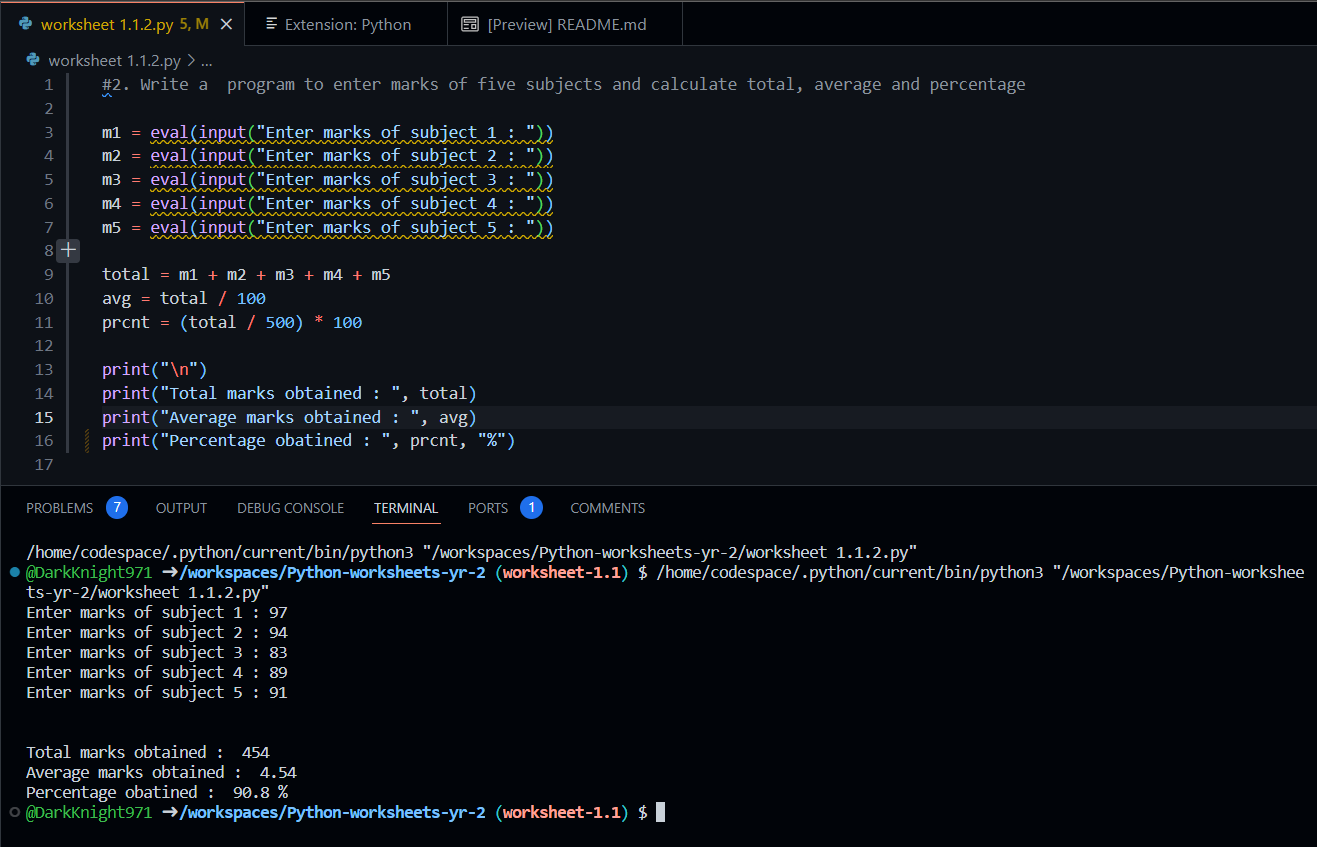 worksheet 1.1.2.py 5, M
Extension: Python
[Preview] README.md
worksheet 1.1.2.py > ...
1 #2. Write a  program to enter marks of five subjects and calculate total, average and percentage
2
3 m1 = eval(input("Enter marks of subject 1 : "))
4 m2 = eval(input("Enter marks of subject 2 : "))
5 m3 = eval(input("Enter marks of subject 3 : "))
6 m4 = eval(input("Enter marks of subject 4 : "))
7 m5 = eval(input("Enter marks of subject 5 : "))
8
9 total = m1 + m2 + m3 + m4 + m5
10 avg = total / 100
11 prcnt = (total / 500) * 100
12
13 print("\n")
14 print("Total marks obtained : ", total)
15 print("Average marks obtained : ", avg)
16 print("Percentage obatined : ", prcnt, "%")
17
PROBLEMS 7 OUTPUT DEBUG CONSOLE TERMINAL PORTS 1 COMMENTS
/home/codespace/.python/current/bin/python3 "/workspaces/Python-worksheets-yr-2/worksheet 1.1.2.py"
@DarkKnight971 ➜/workspaces/Python-worksheets-yr-2 (worksheet-1.1) $ /home/codespace/.python/current/bin/python3 "/workspaces/Python-workshee
ts-yr-2/worksheet 1.1.2.py"
Enter marks of subject 1 : 97
Enter marks of subject 2 : 94
Enter marks of subject 3 : 83
Enter marks of subject 4 : 89
Enter marks of subject 5 : 91
Total marks obtained :  454
Average marks obtained :  4.54
Percentage obatined :  90.8 %
@DarkKnight971 ➜/workspaces/Python-worksheets-yr-2 (worksheet-1.1) $